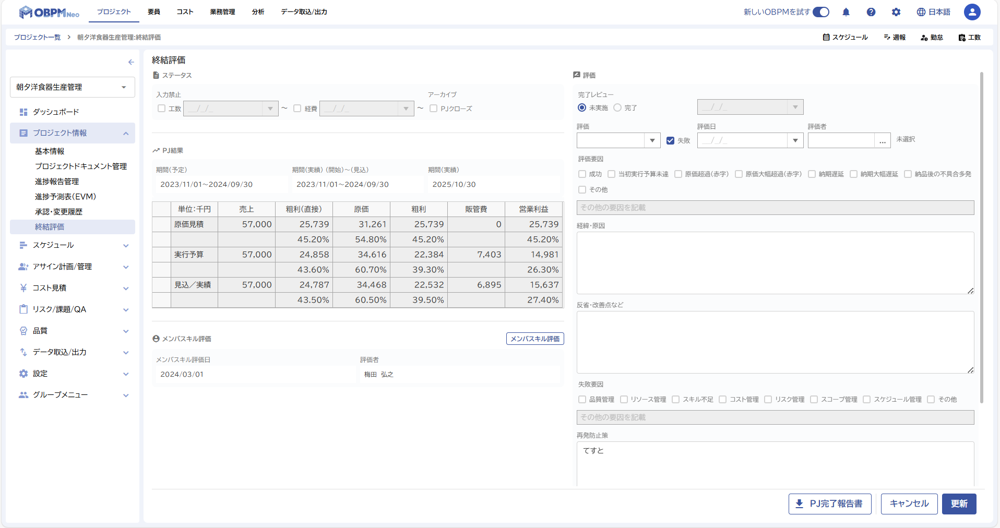 OBPM Neo
プロジェクト 要員 コスト 業務管理 分析 データ取込/出力
新しいOBPMを試す 日本語
プロジェクト一覧 > 朝夕洋食器生産管理:終結評価
スケジュール 週報 勤怠 工数
朝夕洋食器生産管理
ダッシュボード
プロジェクト情報
基本情報
プロジェクトドキュメント管理
進捗報告管理
進捗予測表(EVM)
承認・変更履歴
終結評価
スケジュール
アサイン計画/管理
コスト見積
リスク/課題/QA
品質
データ取込/出力
設定
グループメニュー
終結評価
ステータス
入力禁止 アーカイブ
工数 __/_/_ ～ 経費 __/_/_ ～ PJクローズ
PJ結果
期間(予定) 期間(実績) (開始)～(見込) 期間(実績)
2023/11/01～2024/09/30 2023/11/01～2024/09/30 2025/10/30
単位:千円 売上 粗利(直接) 原価 粗利 販管費 営業利益
原価見積 57,000 25,739 31,261 25,739 0 25,739
45.20% 54.80% 45.20% 45.20%
実行予算 57,000 24,858 34,616 22,384 7,403 14,981
43.60% 60.70% 39.30% 26.30%
見込／実績 57,000 24,787 34,468 22,532 6,895 15,637
43.50% 60.50% 39.50% 27.40%
メンバスキル評価 メンバスキル評価
メンバスキル評価日 評価者
2024/03/01 梅田 弘之
評価
完了レビュー
未実施 完了 __/_/_
評価 評価日 評価者
失敗 __/_/_ ... 未選択
評価要因
成功 当初実行予算未達 原価超過(赤字) 原価大幅超過(赤字) 納期遅延 納期大幅遅延 納品後の不具合多発
その他
その他の要因を記載
経緯・原因
反省・改善点など
失敗要因
品質管理 リソース管理 スキル不足 コスト管理 リスク管理 スコープ管理 スケジュール管理 その他
その他の要因を記載
再発防止策
てすと
PJ完了報告書 キャンセル 更新